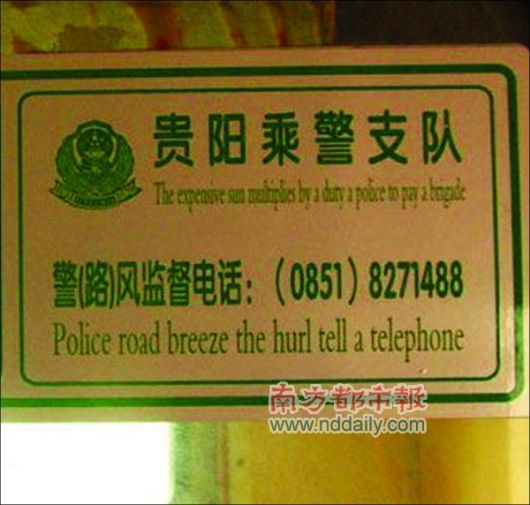 贵阳乘警支队
The expensive sun multiplies by a duty a police to pay a brigade
警(路)风监督电话:(0851)8271488
Police road breeze the hurl tell a telephone
南方都市報
www.nddaily.com